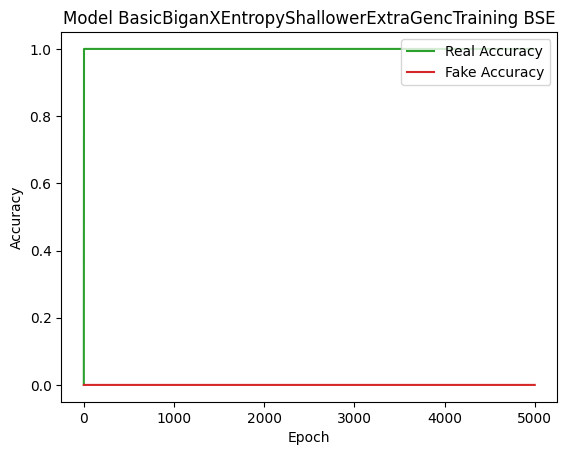 Model BasicBiganXEntropyShallowerExtraGencTraining BSE
Real Accuracy
Fake Accuracy
1.0
0.8
0.6
0.4
0.2
0.0
Accuracy
0
1000
2000
3000
4000
5000
Epoch